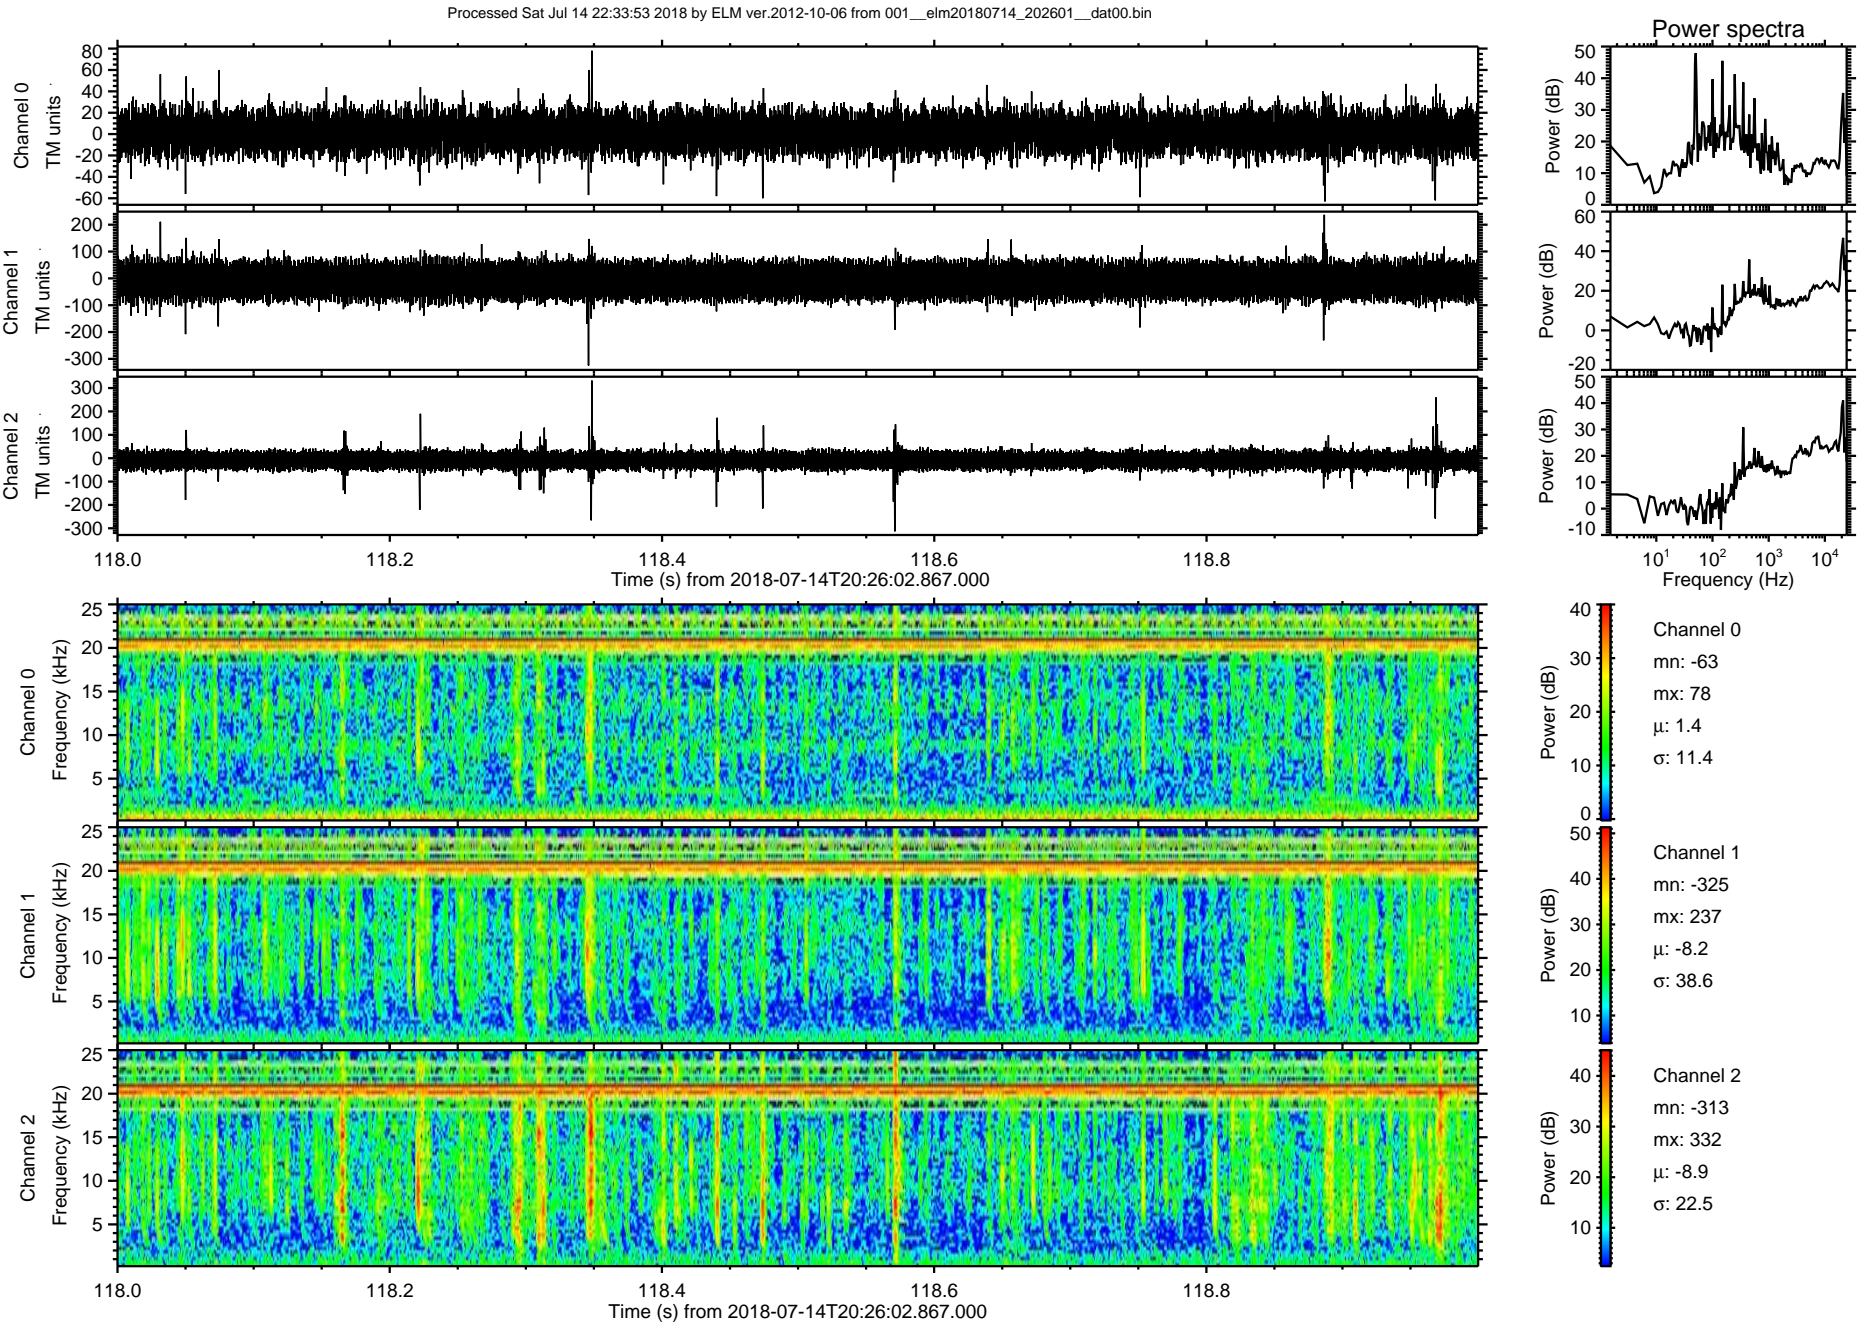 Processed Sat Jul 14 22:33:53 2018 by ELM ver.2012-10-06 from 001__elm20180714_202601__dat00.bin
Power spectra
Channel 0
TM units
80
60
40
20
0
-20
-40
-60
Power (dB)
50
40
30
20
10
0
Channel 1
TM units
200
100
0
-100
-200
-300
Power (dB)
60
40
20
0
-20
Channel 2
TM units
300
200
100
0
-100
-200
-300
Power (dB)
50
40
30
20
10
0
-10
118.0 118.2 118.4 118.6 118.8
Time (s) from 2018-07-14T20:26:02.867.000
10¹ 10² 10³ 10⁴
Frequency (Hz)
Channel 0
Frequency (kHz)
25
20
15
10
5
Power (dB)
40
30
20
10
0
Channel 0
mn: -63
mx: 78
μ: 1.4
σ: 11.4
Channel 1
Frequency (kHz)
25
20
15
10
5
Power (dB)
50
40
30
20
10
Channel 1
mn: -325
mx: 237
μ: -8.2
σ: 38.6
Channel 2
Frequency (kHz)
25
20
15
10
5
Power (dB)
40
30
20
10
Channel 2
mn: -313
mx: 332
μ: -8.9
σ: 22.5
118.0 118.2 118.4 118.6 118.8
Time (s) from 2018-07-14T20:26:02.867.000